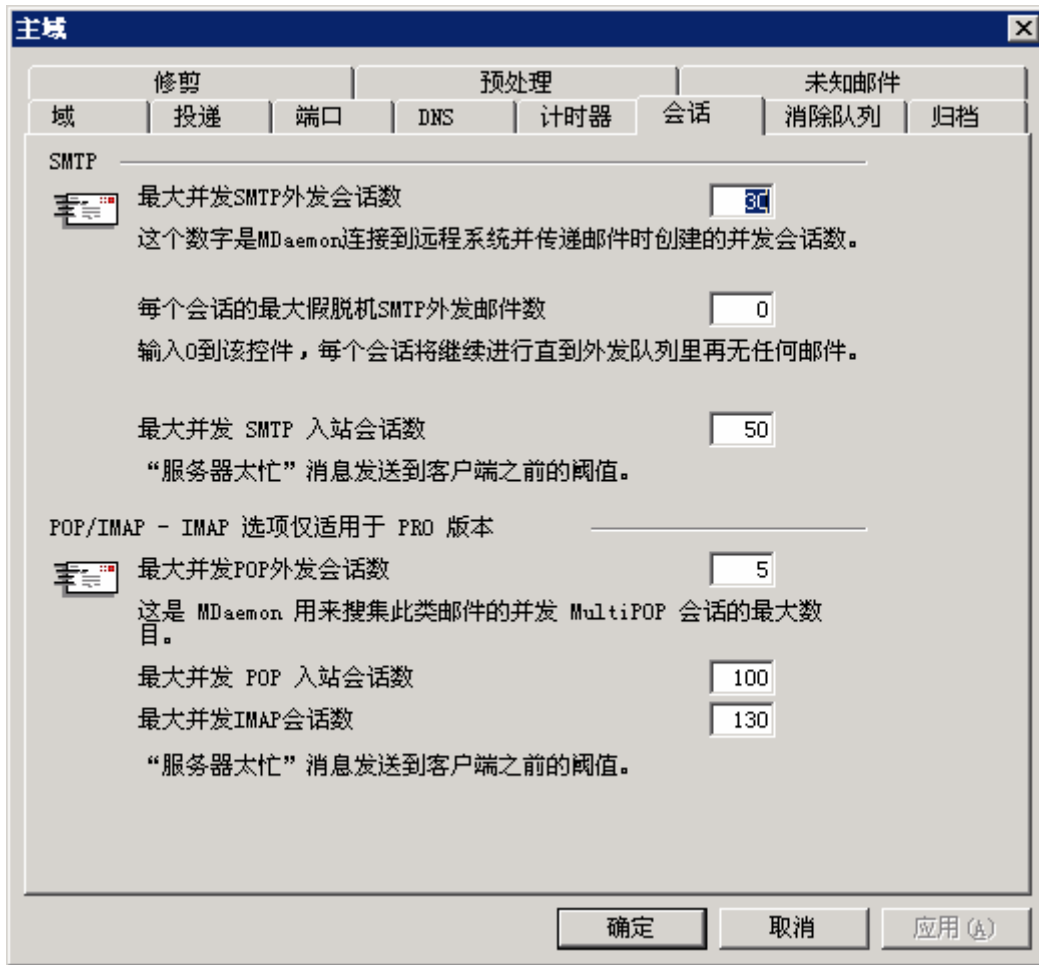 主域
修剪 预处理 未知邮件
域 投递 端口 DNS 计时器 会话 消除队列 归档
SMTP
最大并发SMTP外发会话数 30
这个数字是MDaemon连接到远程系统并传递邮件时创建的并发会话数。
每个会话的最大假脱机SMTP外发邮件数 0
输入0到该控件，每个会话将继续进行直到外发队列里再无任何邮件。
最大并发 SMTP 入站会话数 50
“服务器太忙”消息发送到客户端之前的阈值。
POP/IMAP - IMAP 选项仅适用于 PRO 版本
最大并发POP外发会话数 5
这是 MDaemon 用来搜集此类邮件的并发 MultiPOP 会话的最大数
目。
最大并发 POP 入站会话数 100
最大并发IMAP会话数 130
“服务器太忙”消息发送到客户端之前的阈值。
确定 取消 应用(A)